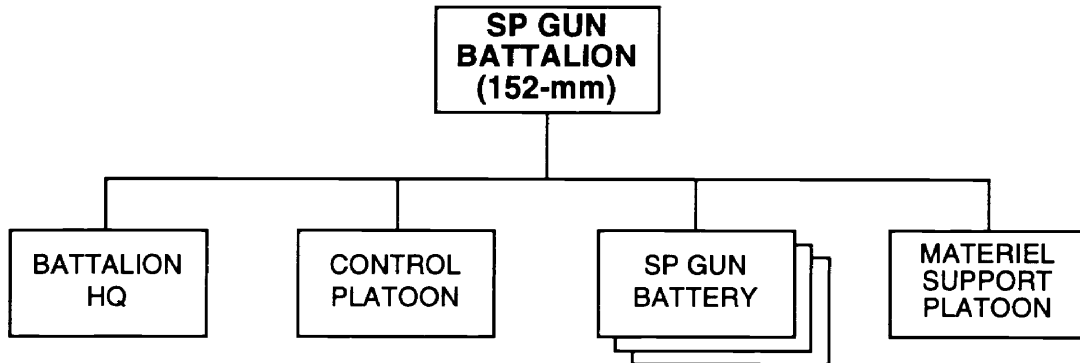 SP GUN
BATTALION
(152-mm)
BATTALION
HQ
CONTROL
PLATOON
SP GUN
BATTERY
MATERIEL
SUPPORT
PLATOON